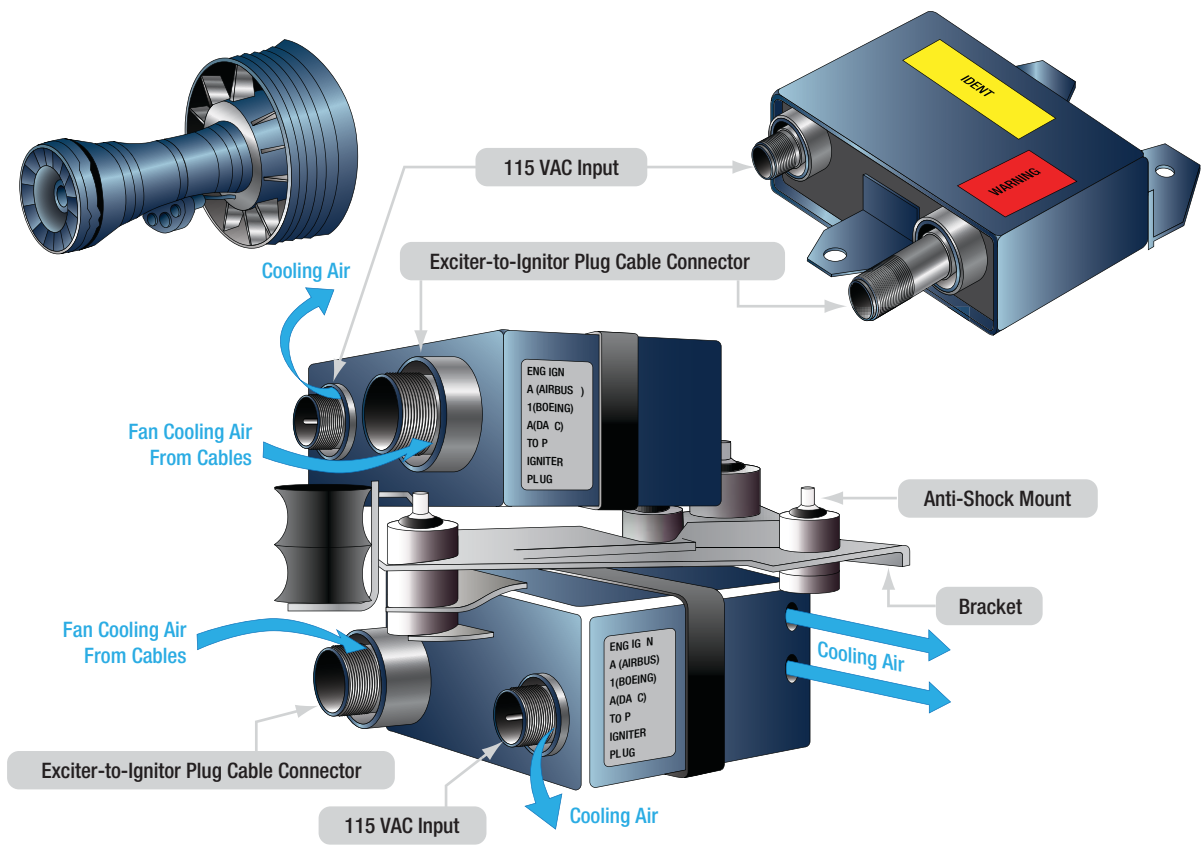 IDENT
WARNING
115 VAC Input
Exciter-to-Ignitor Plug Cable Connector
Cooling Air
ENG IGN
A (AIRBUS )
1(BOEING)
A(DA C)
TO P
IGNITER
PLUG
Fan Cooling Air
From Cables
Anti-Shock Mount
Bracket
Fan Cooling Air
From Cables
ENG IG N
A (AIRBUS)
1(BOEING)
A(DA C)
TO P
IGNITER
PLUG
Cooling Air
Exciter-to-Ignitor Plug Cable Connector
115 VAC Input
Cooling Air